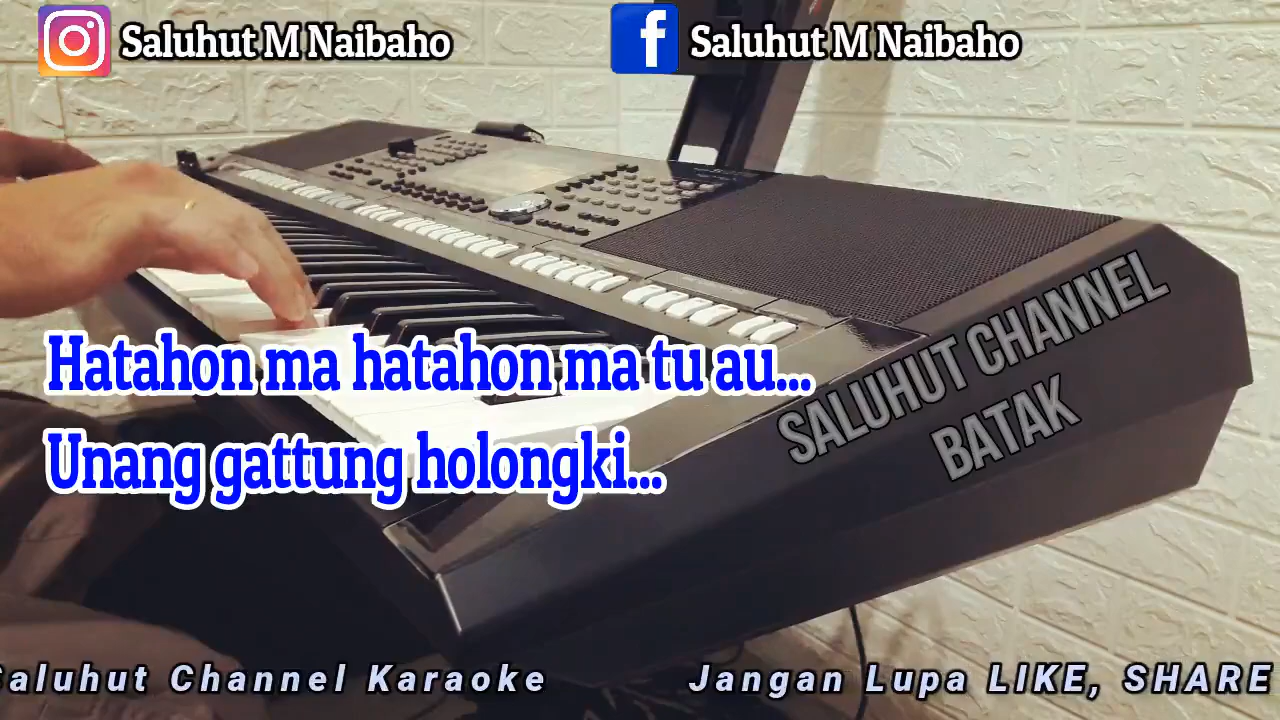 Saluhut M Naibaho
Saluhut M Naibaho
SALUHUT CHANNEL
BATAK
Hatahon ma hatahon ma tu au...
Unang gattung holongki...
Saluhut Channel Karaoke
Jangan Lupa LIKE, SHARE